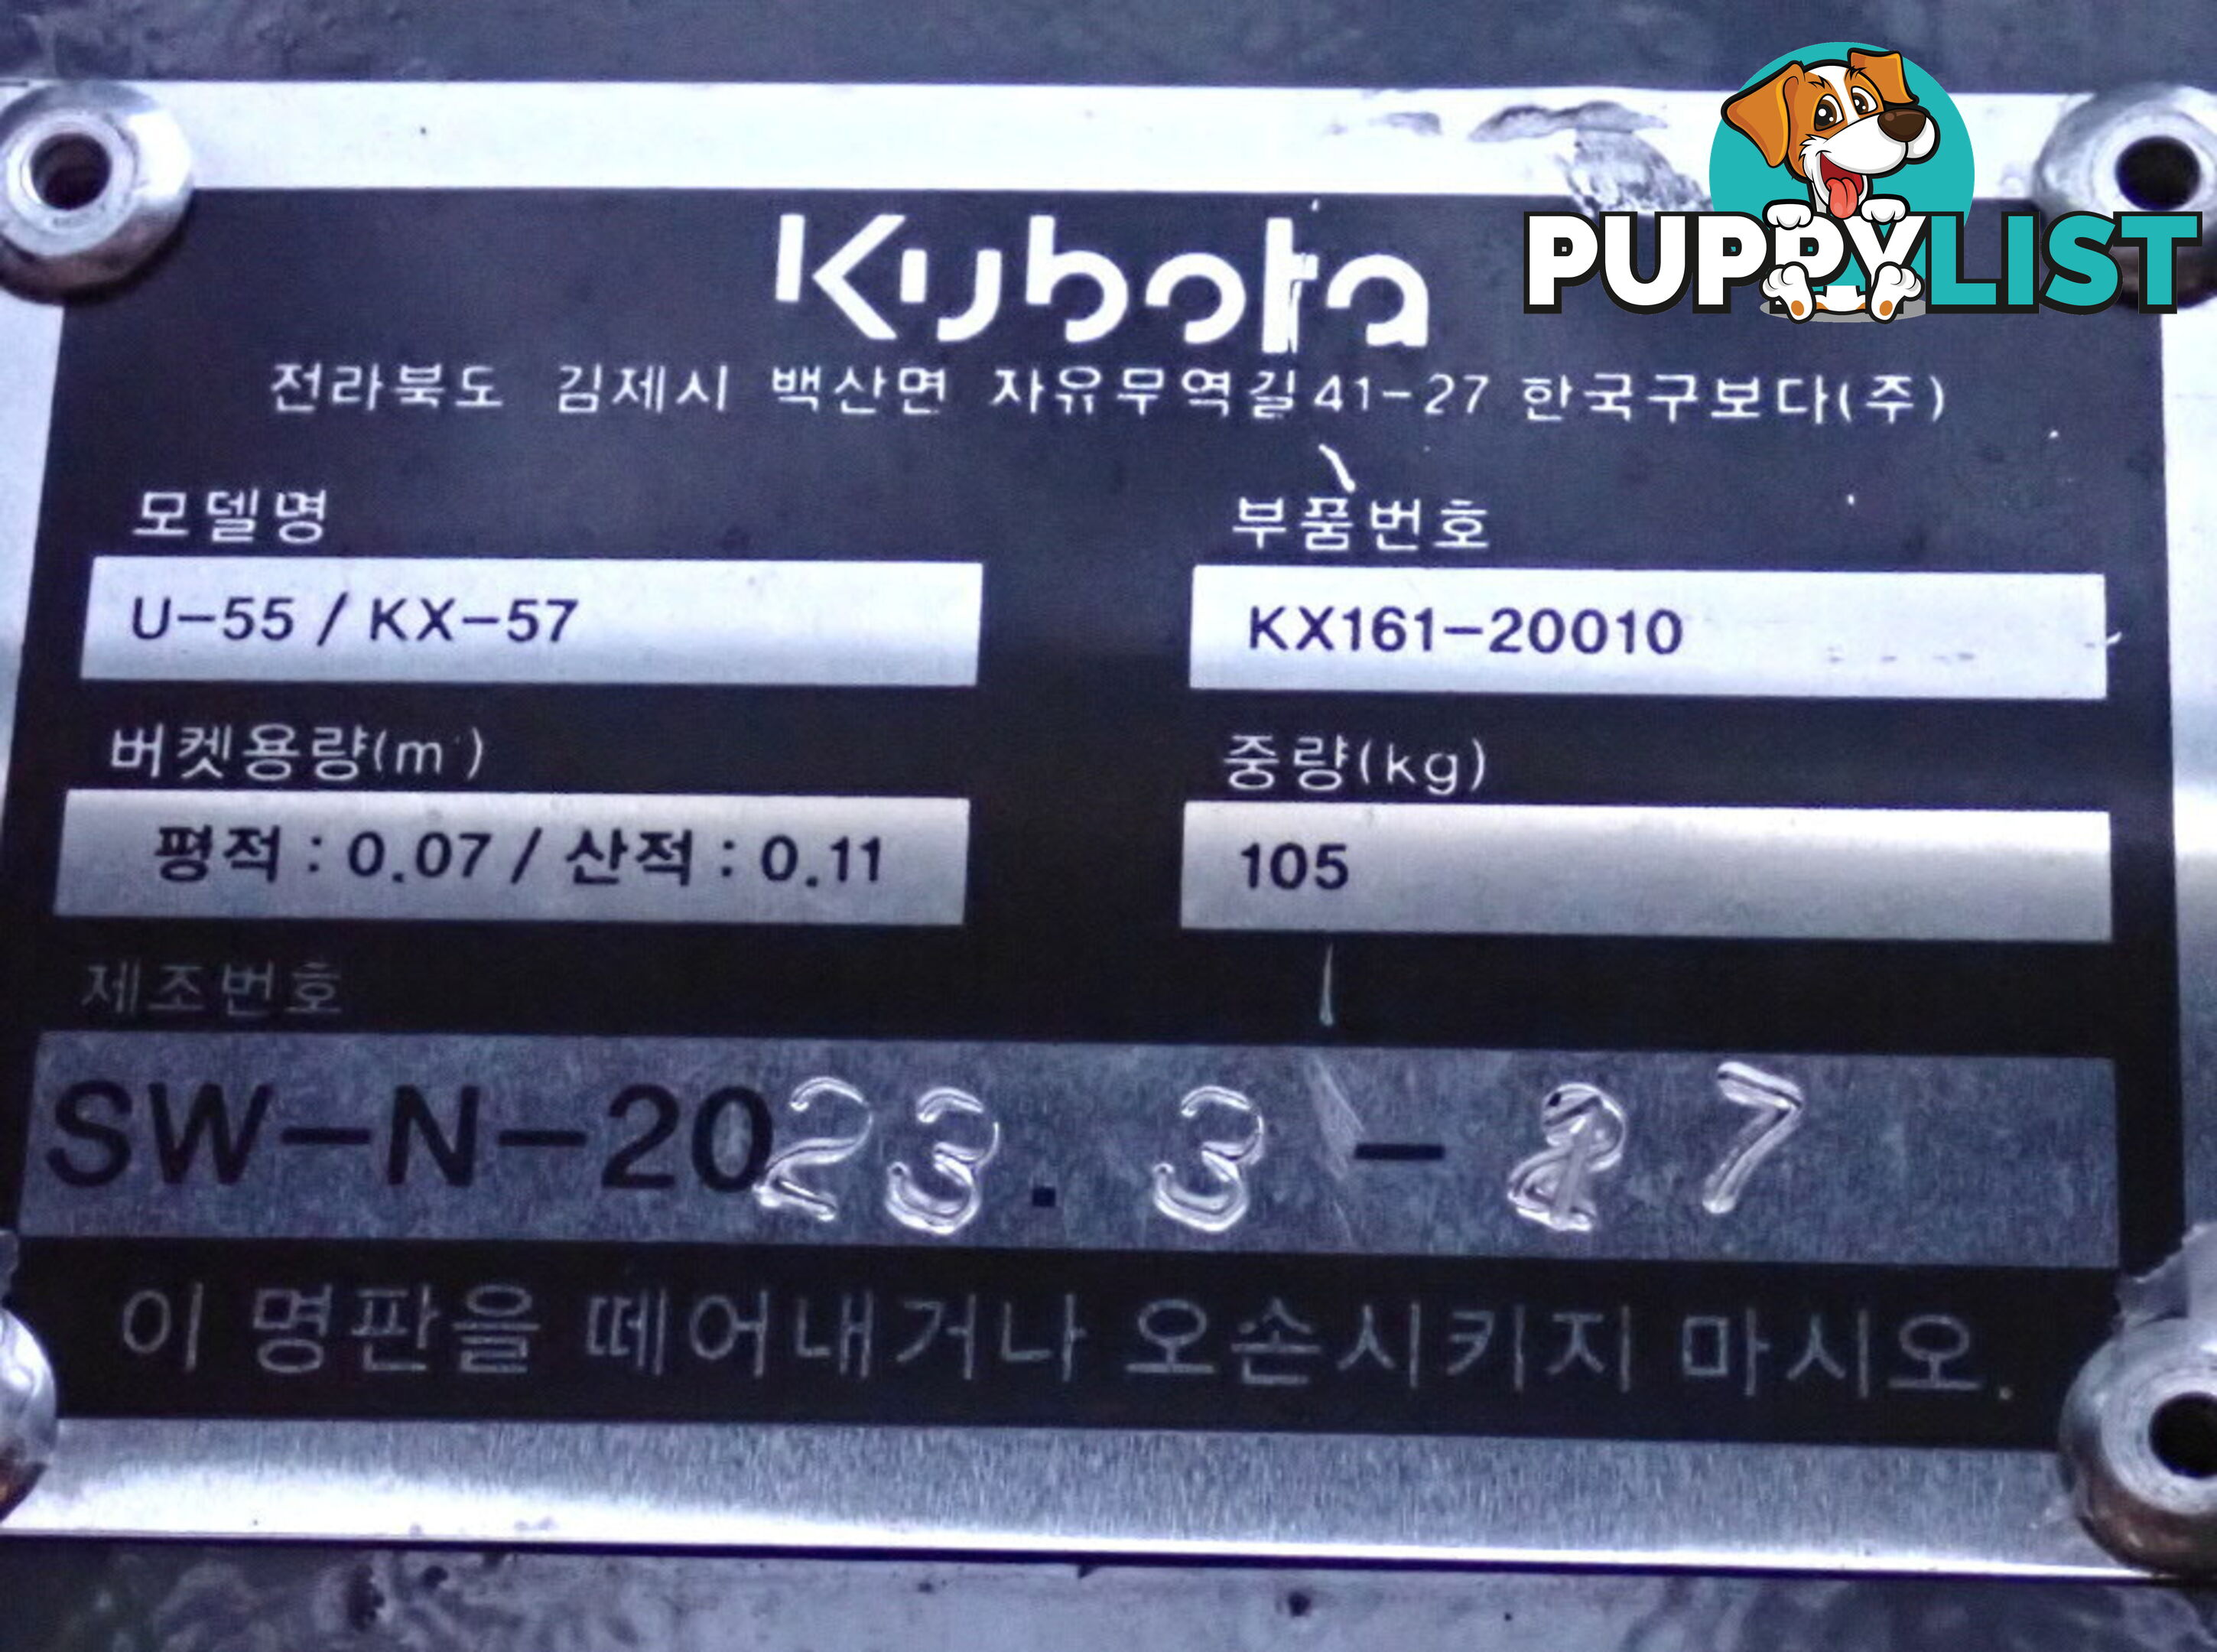 PUPPYLIST
Kubota
전라북도 김제시 백산면 자유무역길41-27 한국구보다(주)
모델명 부품번호
U-55 / KX-57 KX161-20010
버켓용량(m³) 중량(kg)
평적 : 0.07 / 산적 : 0.11 105
제조번호
SW-N-2023.3-
이 명판을 떼어내거나 오손시키지 마시오.